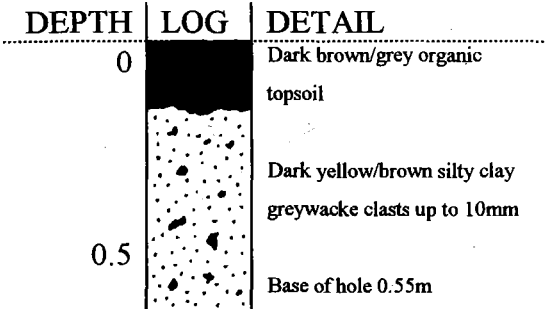 DEPTH LOG DETAIL
0
Dark brown/grey organic
topsoil
Dark yellow/brown silty clay
greywacke clasts up to 10mm
0.5
Base of hole 0.55m